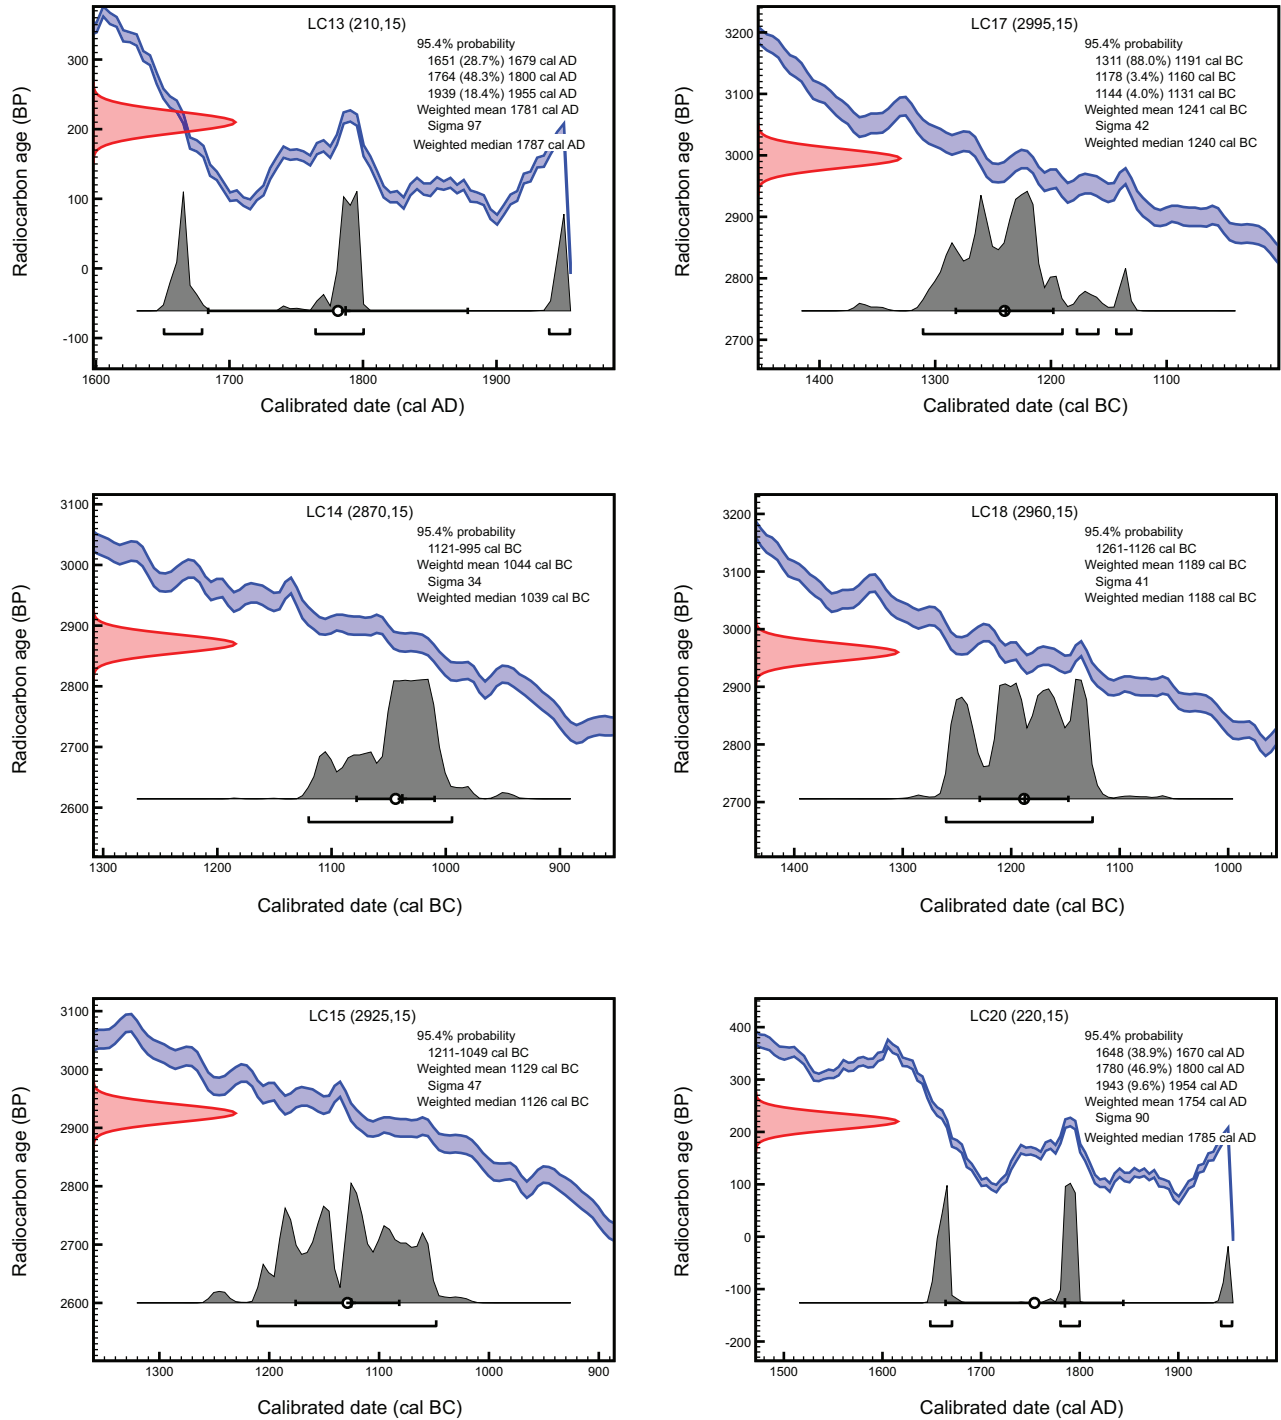 LC13 (210,15)
95.4% probability
1651 (28.7%) 1679 cal AD
1764 (48.3%) 1800 cal AD
1939 (18.4%) 1955 cal AD
Weighted mean 1781 cal AD
Sigma 97
Weighted median 1787 cal AD
Radiocarbon age (BP)
300
200
100
0
-100
1600 1700 1800 1900
Calibrated date (cal AD)
LC17 (2995,15)
95.4% probability
1311 (88.0%) 1191 cal BC
1178 (3.4%) 1160 cal BC
1144 (4.0%) 1131 cal BC
Weighted mean 1241 cal BC
Sigma 42
Weighted median 1240 cal BC
Radiocarbon age (BP)
3200
3100
3000
2900
2800
2700
1400 1300 1200 1100
Calibrated date (cal BC)
LC14 (2870,15)
95.4% probability
1121-995 cal BC
Weightd mean 1044 cal BC
Sigma 34
Weighted median 1039 cal BC
Radiocarbon age (BP)
3100
3000
2900
2800
2700
2600
1300 1200 1100 1000 900
Calibrated date (cal BC)
LC18 (2960,15)
95.4% probability
1261-1126 cal BC
Weighted mean 1189 cal BC
Sigma 41
Weighted median 1188 cal BC
Radiocarbon age (BP)
3200
3100
3000
2900
2800
2700
1400 1300 1200 1100 1000
Calibrated date (cal BC)
LC15 (2925,15)
95.4% probability
1211-1049 cal BC
Weighted mean 1129 cal BC
Sigma 47
Weighted median 1126 cal BC
Radiocarbon age (BP)
3100
3000
2900
2800
2700
2600
1300 1200 1100 1000 900
Calibrated date (cal BC)
LC20 (220,15)
95.4% probability
1648 (38.9%) 1670 cal AD
1780 (46.9%) 1800 cal AD
1943 (9.6%) 1954 cal AD
Weighted mean 1754 cal AD
Sigma 90
Weighted median 1785 cal AD
Radiocarbon age (BP)
400
300
200
100
0
-100
-200
1500 1600 1700 1800 1900
Calibrated date (cal AD)